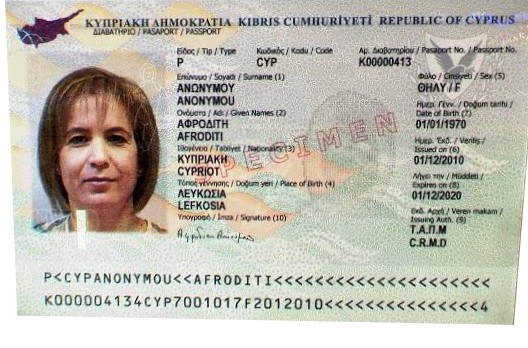 ΚΥΠΡΙΑΚΗ ΔΗΜΟΚΡΑΤΙΑ KIBRIS CUMHURİYETİ REPUBLIC OF CYPRUS
ΔΙΑΒΑΤΗΡΙΟ / PASAPORT / PASSPORT
Είδος / Tip / Type Κωδικός / Kodu / Code Αρ. Διαβατηρίου / Pasaport No. / Passport No.
P CYP K00000413
Επώνυμο / Soyadı / Surname (1) Φύλο / Cinsiyeti / Sex (5)
ΑΝΩΝΥΜΟΥ ΘΗΛΥ / F
ANONYMOU
Ονόματα / Adı / Given Names (2) Ημερ. Γέν. / Doğum tarihi /
Date of Birth (7)
ΑΦΡΟΔΙΤΗ 01/01/1970
AFRODITI
Ιθαγένεια / Tabiyet / Nationality (3) Ημερ. Έκδ. / Veriliş /
Issued on (6)
ΚΥΠΡΙΑΚΗ 01/12/2010
CYPRIOT
Τόπος γέννησης / Doğum yeri / Place of Birth (4) Λήγει την / Müddeti /
Expires on (8)
ΛΕΥΚΩΣΙΑ 01/12/2020
LEFKOSIA
Υπογραφή / İmza / Signature (10) Εκδ. Αρχή / Veren makam /
Issuing Auth. (9)
Τ.Α.Π.Μ
C.R.M.D
SPECIMEN
P<CYPANONYMOU<<AFRODITI<<<<<<<<<<<<<<<<<<<<
K000004134CYP7001017F2012010<<<<<<<<<<<<<<<4